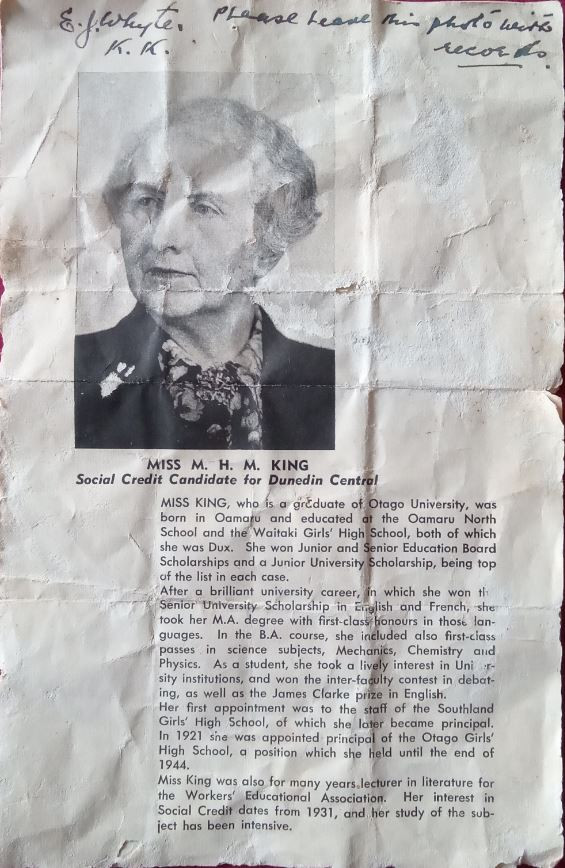 E.J. Whyte. Please leave this photo with
K. K. records.
MISS M. H. M. KING
Social Credit Candidate for Dunedin Central
MISS KING, who is a graduate of Otago University, was
born in Oamaru and educated at the Oamaru North
School and the Waitaki Girls' High School, both of which
she was Dux. She won Junior and Senior Education Board
Scholarships and a Junior University Scholarship, being top
of the list in each case.
After a brilliant university career, in which she won th
Senior University Scholarship in English and French, she
took her M.A. degree with first-class honours in those lan-
guages. In the B.A. course, she included also first-class
passes in science subjects, Mechanics, Chemistry and
Physics. As a student, she took a lively interest in Univer-
sity institutions, and won the inter-faculty contest in debat-
ing, as well as the James Clarke prize in English.
Her first appointment was to the staff of the Southland
Girls' High School, of which she later became principal.
In 1921 she was appointed principal of the Otago Girls'
High School, a position which she held until the end of
1944.
Miss King was also for many years lecturer in literature for
the Workers' Educational Association. Her interest in
Social Credit dates from 1931, and her study of the sub-
ject has been intensive.